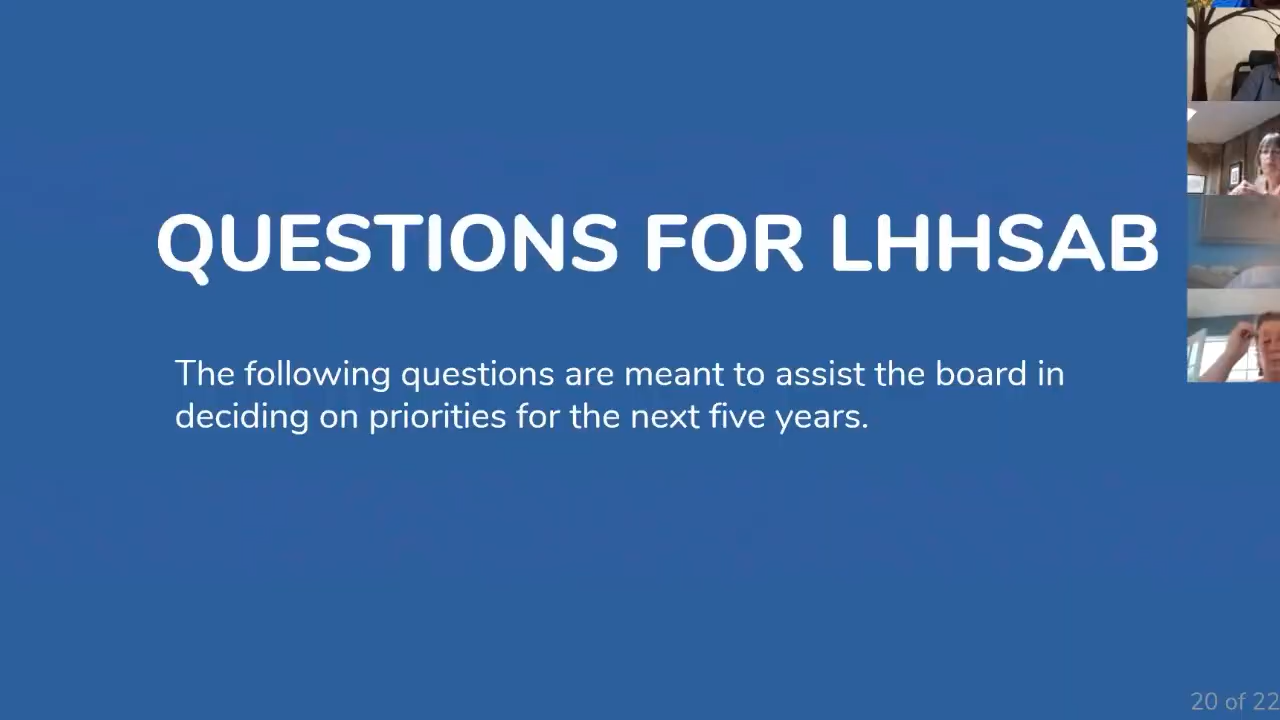 QUESTIONS FOR LHHSAB
The following questions are meant to assist the board in
deciding on priorities for the next five years.
20 of 22